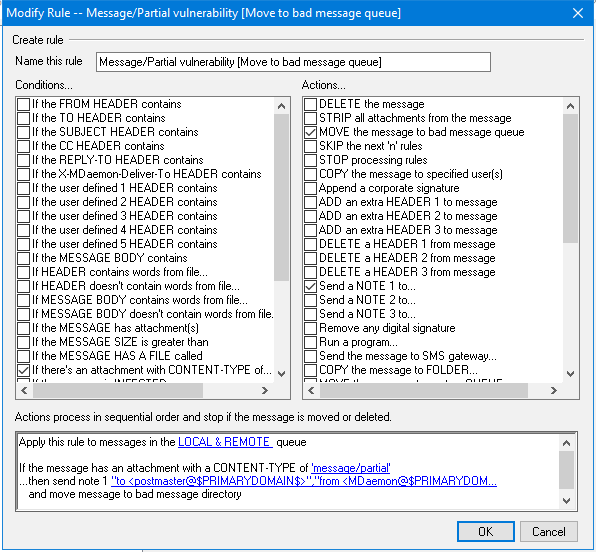 Modify Rule -- Message/Partial vulnerability [Move to bad message queue]
Create rule
Name this rule
Message/Partial vulnerability [Move to bad message queue]
Conditions...
If the FROM HEADER contains
If the TO HEADER contains
If the SUBJECT HEADER contains
If the CC HEADER contains
If the REPLY-TO HEADER contains
If the X-MDaemon-Deliver-To HEADER contains
If the user defined 1 HEADER contains
If the user defined 2 HEADER contains
If the user defined 3 HEADER contains
If the user defined 4 HEADER contains
If the user defined 5 HEADER contains
If the MESSAGE BODY contains
If HEADER contains words from file...
If HEADER doesn't contain words from file...
If MESSAGE BODY contains words from file...
If MESSAGE BODY doesn't contain words from file.
If the MESSAGE has attachment(s)
If the MESSAGE SIZE is greater than
If the MESSAGE HAS A FILE called
If there's an attachment with CONTENT-TYPE of...
Actions...
DELETE the message
STRIP all attachments from the message
MOVE the message to bad message queue
SKIP the next 'n' rules
STOP processing rules
COPY the message to specified user(s)
Append a corporate signature
ADD an extra HEADER 1 to message
ADD an extra HEADER 2 to message
ADD an extra HEADER 3 to message
DELETE a HEADER 1 from message
DELETE a HEADER 2 from message
DELETE a HEADER 3 from message
Send a NOTE 1 to...
Send a NOTE 2 to...
Send a NOTE 3 to...
Remove any digital signature
Run a program...
Send the message to SMS gateway...
COPY the message to FOLDER...
Actions process in sequential order and stop if the message is moved or deleted.
Apply this rule to messages in the LOCAL & REMOTE queue
If the message has an attachment with a CONTENT-TYPE of 'message/partial'
...then send note 1 "to <postmaster@$PRIMARYDOMAIN$>","from <MDaemon@$PRIMARYDOM...
and move message to bad message directory
OK
Cancel